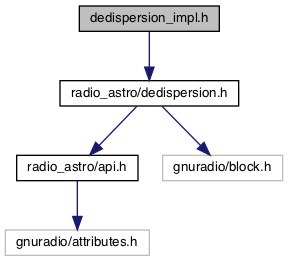 dedispersion_impl.h
radio_astro/dedispersion.h
radio_astro/api.h
gnuradio/block.h
gnuradio/attributes.h